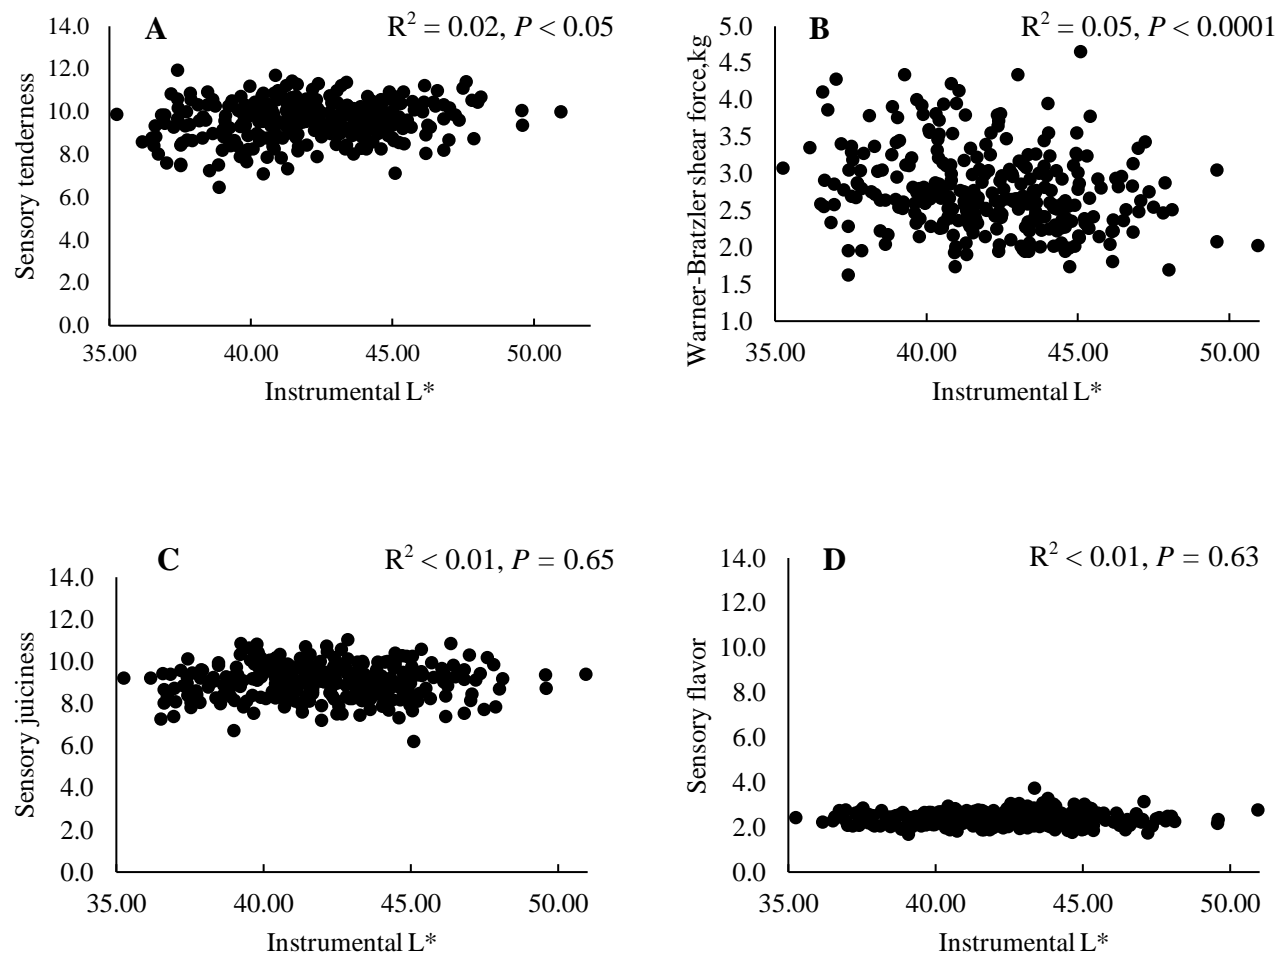 A
R² = 0.02, P < 0.05
Sensory tenderness
14.0
12.0
10.0
8.0
6.0
4.0
2.0
0.0
35.00 40.00 45.00 50.00
Instrumental L*
B
R² = 0.05, P < 0.0001
Warner-Bratzler shear force,kg
5.0
4.5
4.0
3.5
3.0
2.5
2.0
1.5
1.0
35.00 40.00 45.00 50.00
Instrumental L*
C
R² < 0.01, P = 0.65
Sensory juiciness
14.0
12.0
10.0
8.0
6.0
4.0
2.0
0.0
35.00 40.00 45.00 50.00
Instrumental L*
D
R² < 0.01, P = 0.63
Sensory flavor
14.0
12.0
10.0
8.0
6.0
4.0
2.0
0.0
35.00 40.00 45.00 50.00
Instrumental L*